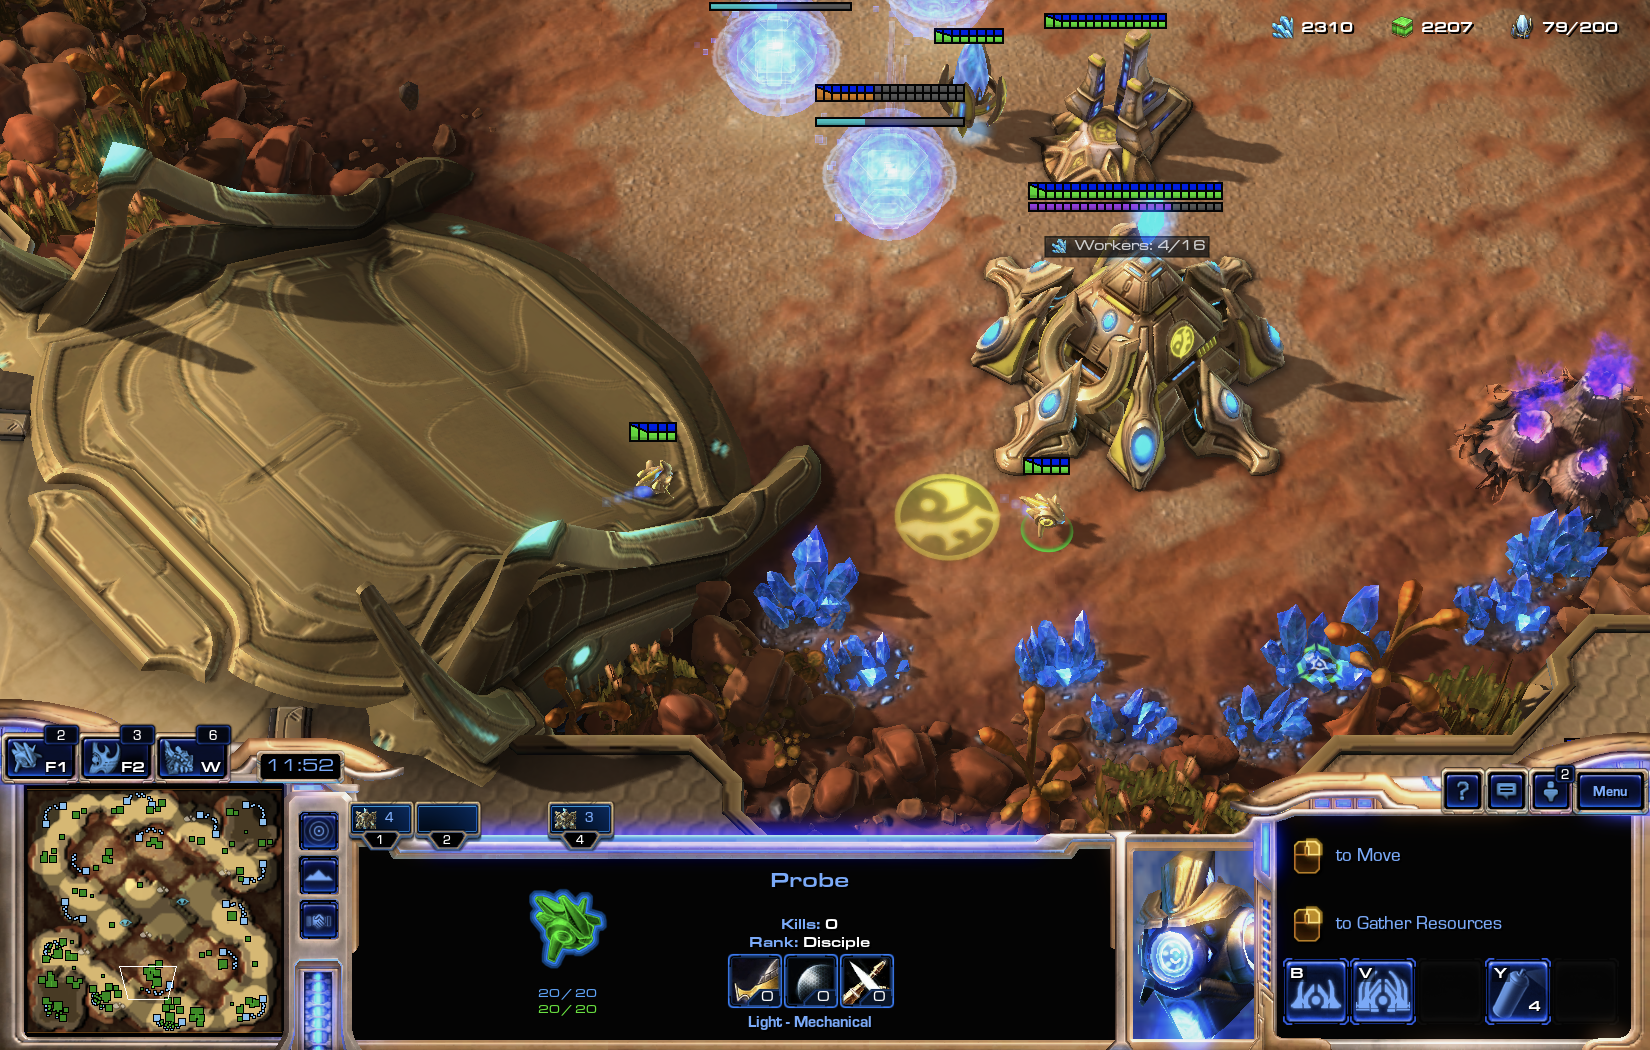 2310 2207 79/200
Workers: 4/16
2 3 6
F1 F2 W
11:52
2
? Menu
4 3
1 2 4
Probe
Kills: 0
Rank: Disciple
0 0 0
20/20
20/20
Light - Mechanical
to Move
to Gather Resources
B V Y
4